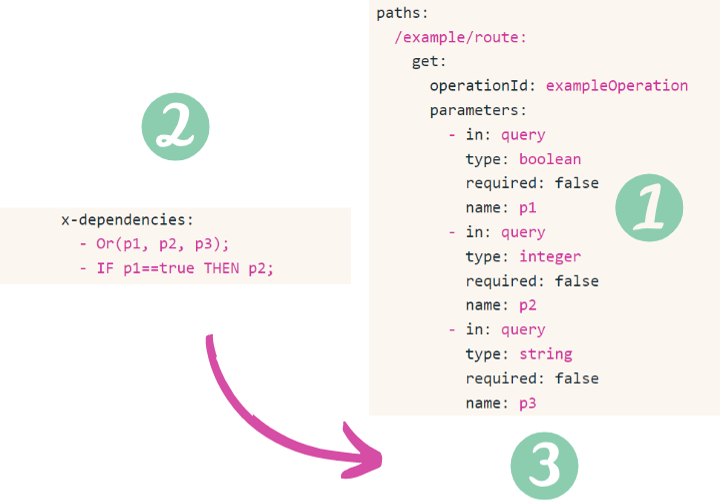 paths:
  /example/route:
    get:
      operationId: exampleOperation
      parameters:
        - in: query
          type: boolean
          required: false
          name: p1
        - in: query
          type: integer
          required: false
          name: p2
        - in: query
          type: string
          required: false
          name: p3
1
2
x-dependencies:
  - Or(p1, p2, p3);
  - IF p1==true THEN p2;
3